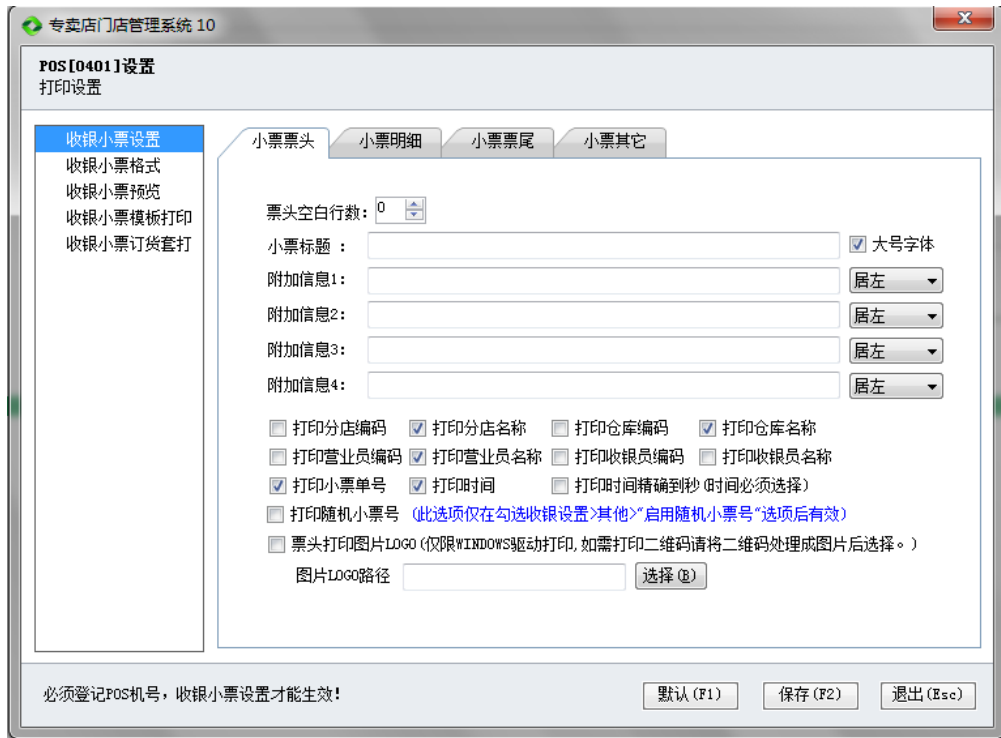 专卖店门店管理系统 10
POS[0401]设置
打印设置
收银小票设置
收银小票格式
收银小票预览
收银小票模板打印
收银小票订货套打
小票票头 小票明细 小票票尾 小票其它
票头空白行数: 0
小票标题 : 大号字体
附加信息1: 居左
附加信息2: 居左
附加信息3: 居左
附加信息4: 居左
打印分店编码 打印分店名称 打印仓库编码 打印仓库名称
打印营业员编码 打印营业员名称 打印收银员编码 打印收银员名称
打印小票单号 打印时间 打印时间精确到秒(时间必须选择)
打印随机小票号 (此选项仅在勾选收银设置>其他>“启用随机小票号“选项后有效)
票头打印图片LOGO(仅限WINDOWS驱动打印,如需打印二维码请将二维码处理成图片后选择。)
图片LOGO路径 选择(B)
必须登记POS机号，收银小票设置才能生效!
默认(F1) 保存(F2) 退出(Esc)